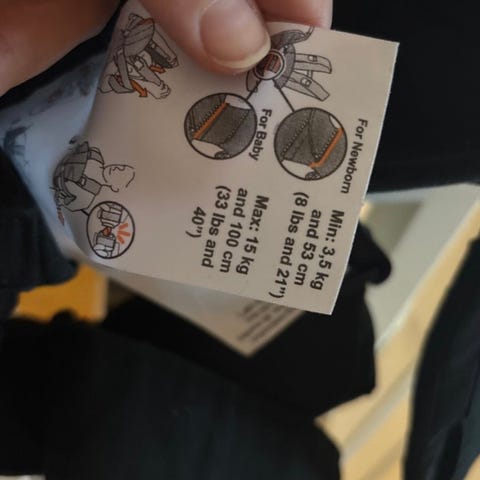 For Newborn
For Baby
Min: 3,5 kg
and 53 cm
(8 lbs and 21")
Max: 15 kg
and 100 cm
(33 lbs and
40")